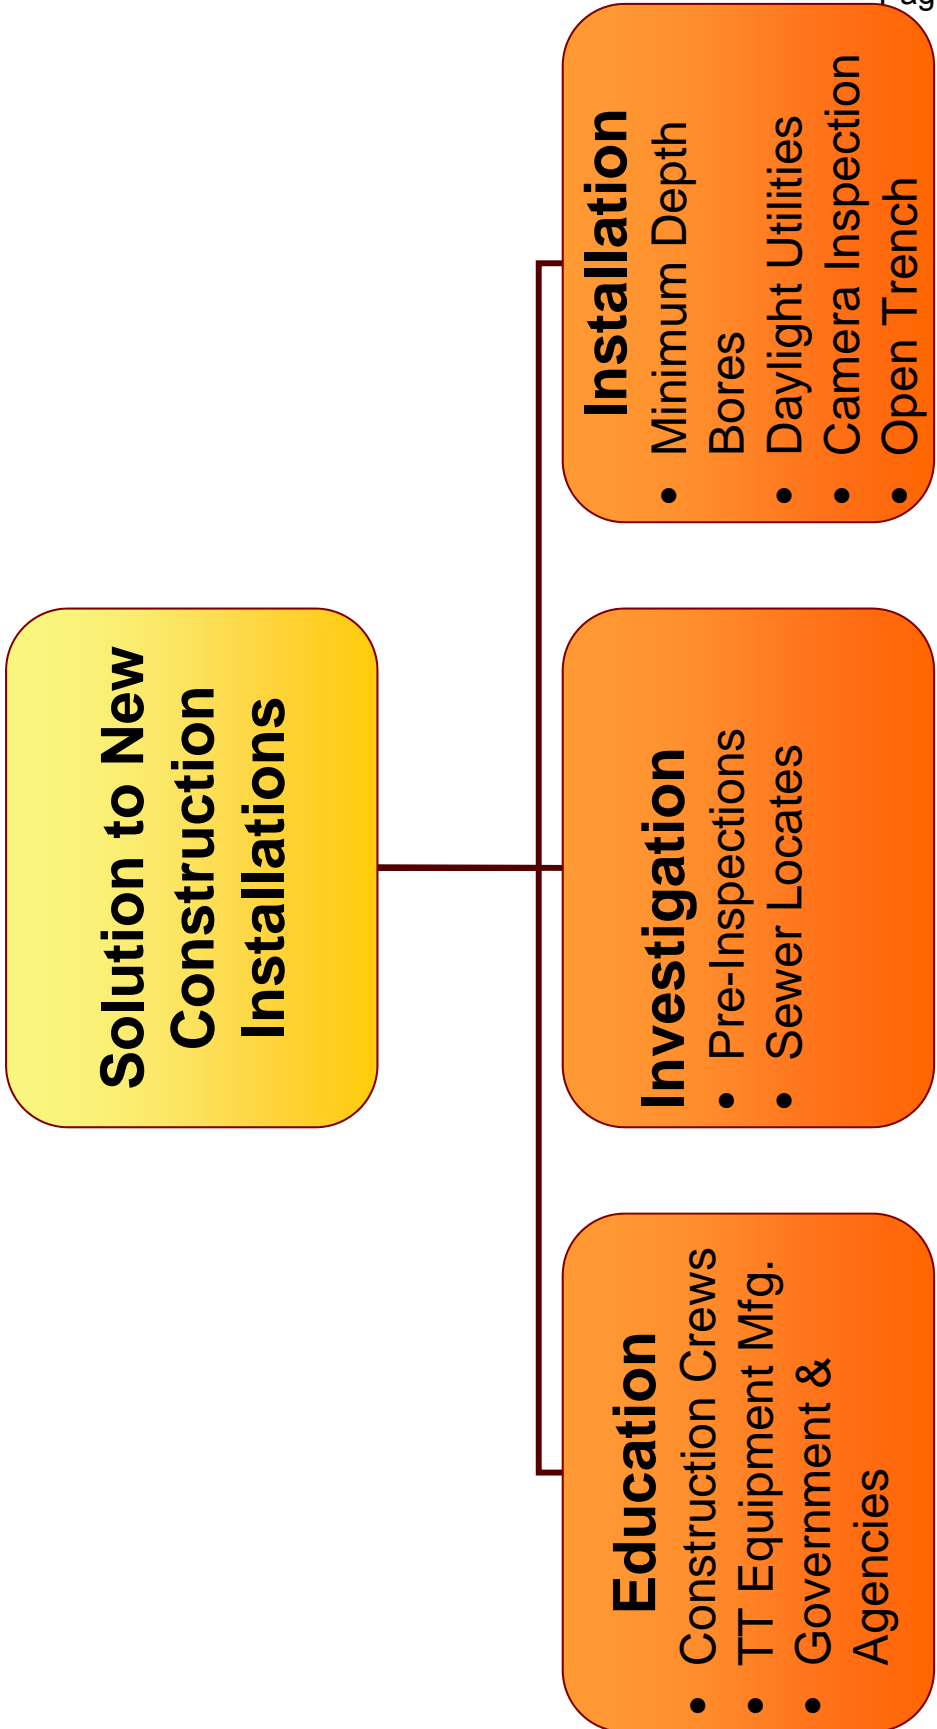 Solution to New
Construction
Installations
Education
• Construction Crews
• TT Equipment Mfg.
• Government &
Agencies
Investigation
• Pre-Inspections
• Sewer Locates
Installation
• Minimum Depth
Bores
• Daylight Utilities
• Camera Inspection
• Open Trench